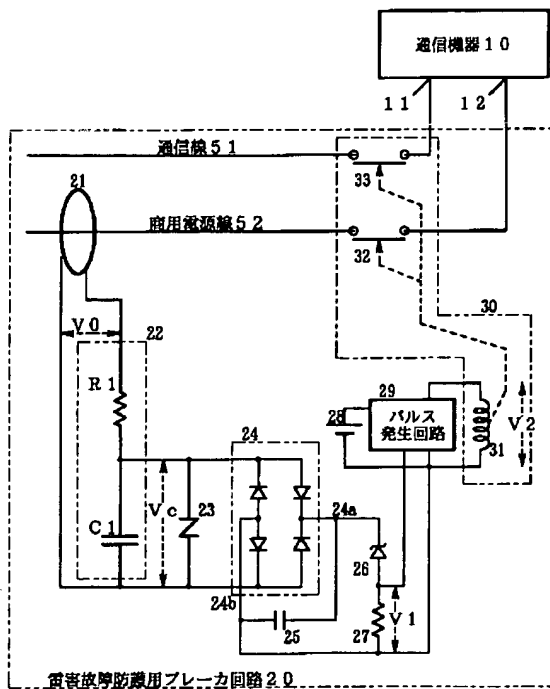 通信機器10
11
12
通信線51
21
33
商用電源線52
32
30
V0
22
R1
29
28
パルス
発生回路
31
V2
24
24a
Vc
23
C1
26
24b
25
27
V1
雷害故障防護用ブレーカ回路20